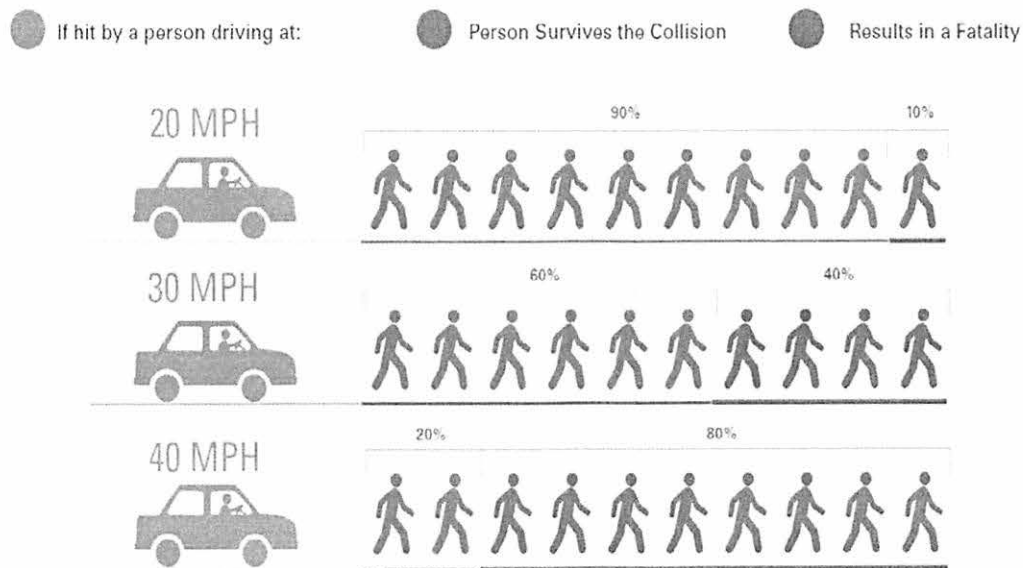 If hit by a person driving at: Person Survives the Collision Results in a Fatality
20 MPH 90% 10%
30 MPH 60% 40%
40 MPH 20% 80%